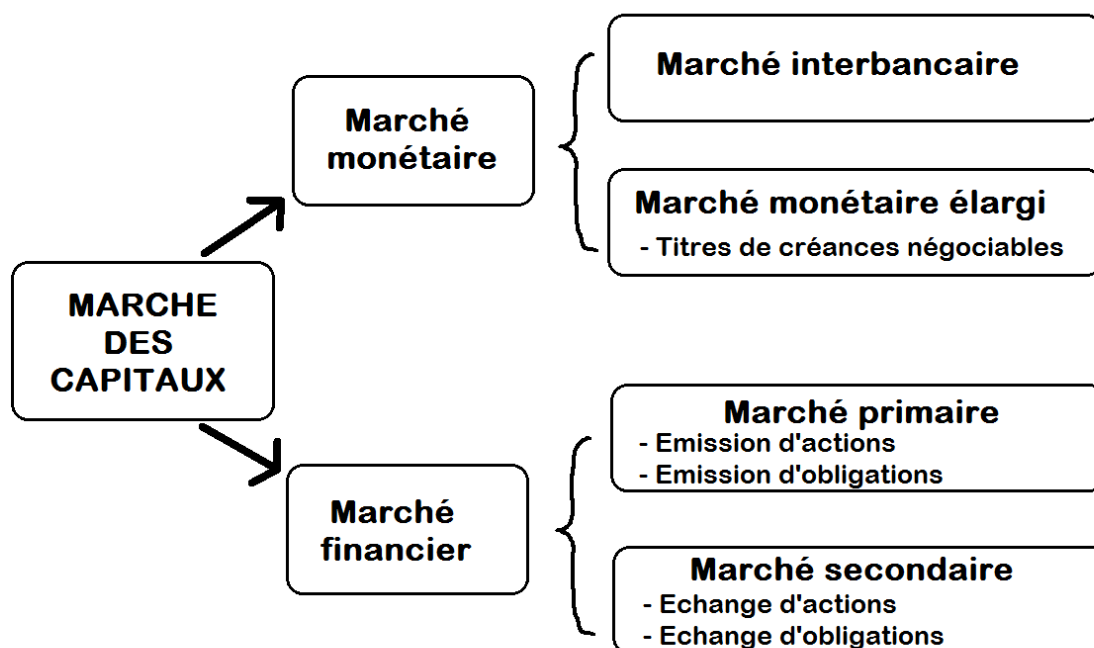 MARCHE
DES
CAPITAUX
Marché
monétaire
Marché interbancaire
Marché monétaire élargi
- Titres de créances négociables
Marché
financier
Marché primaire
- Emission d'actions
- Emission d'obligations
Marché secondaire
- Echange d'actions
- Echange d'obligations